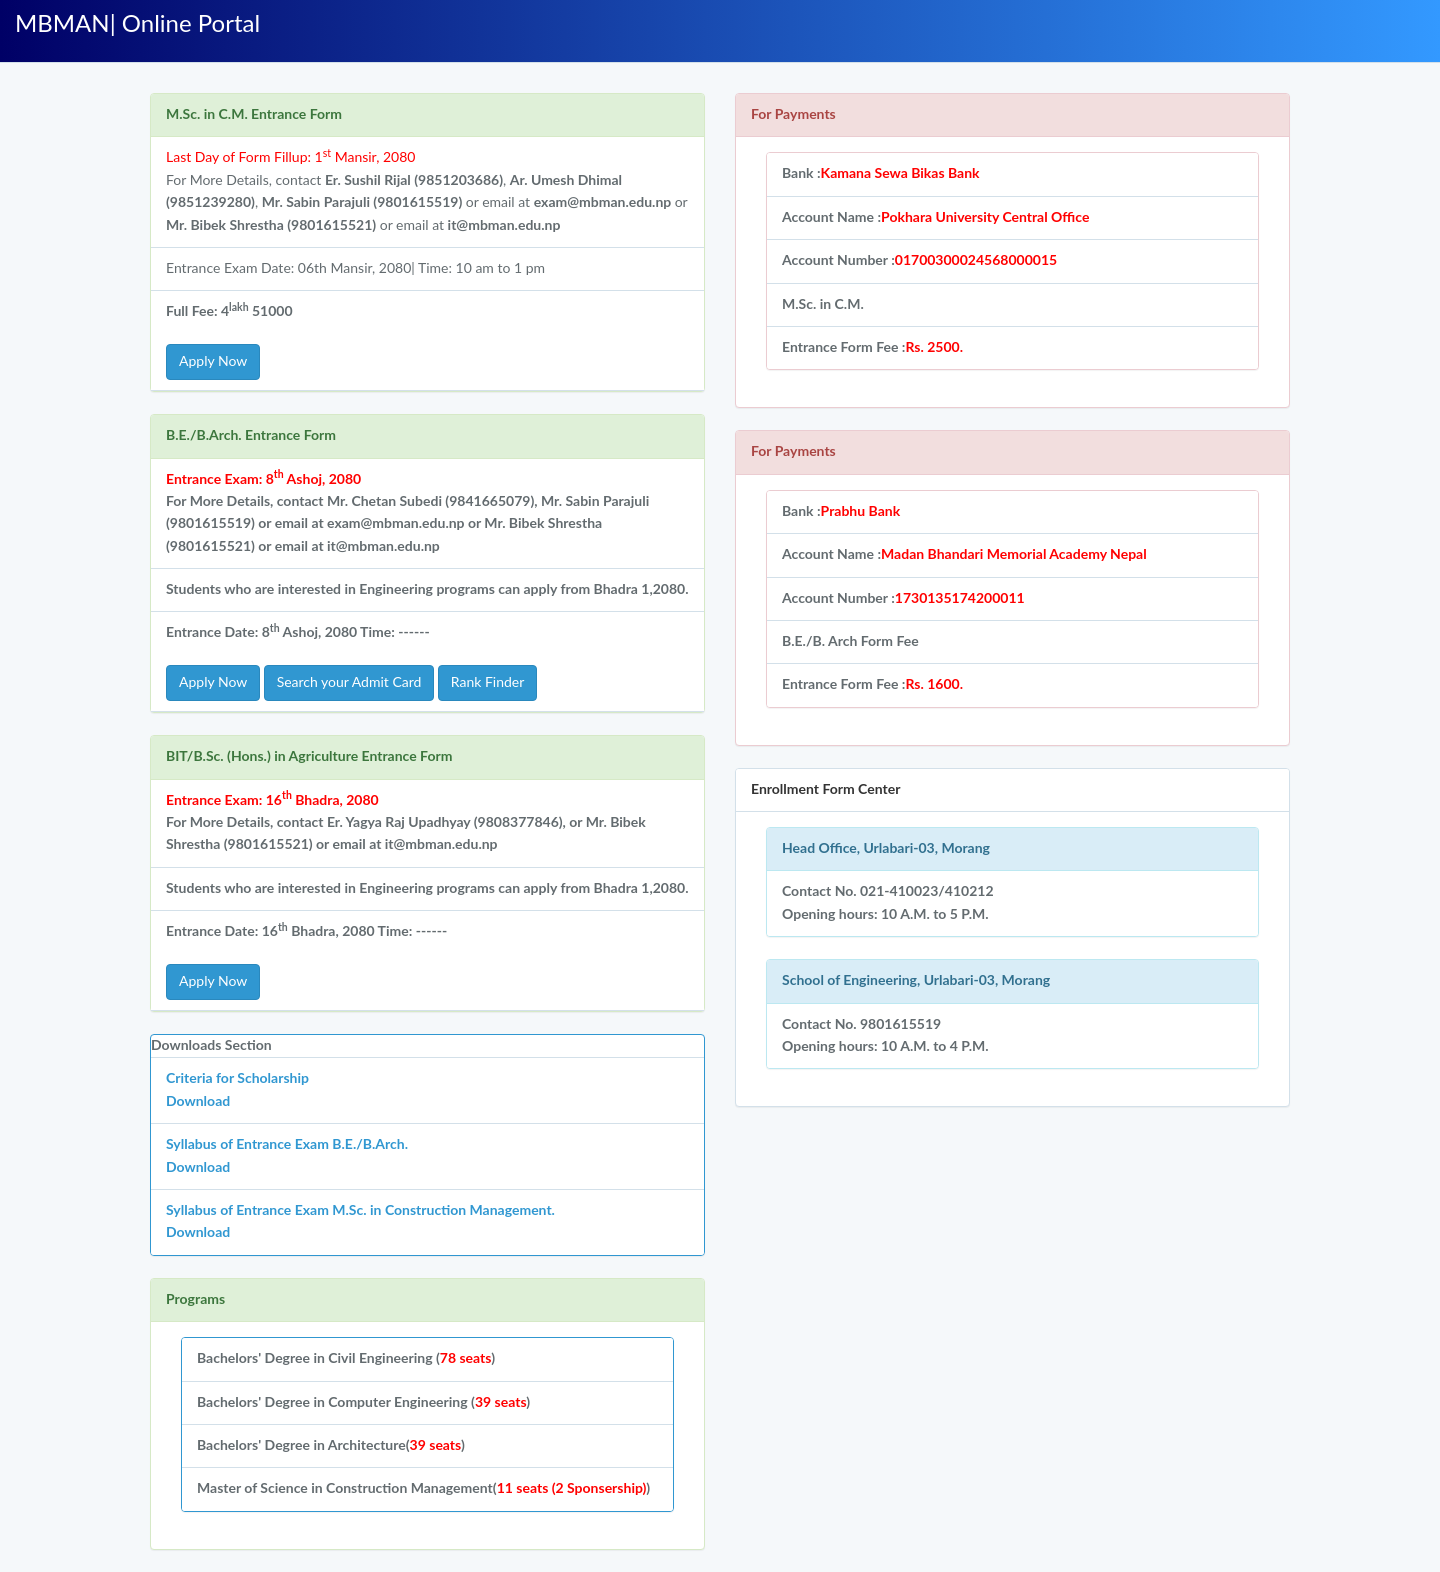 MBMAN| Online Portal
M.Sc. in C.M. Entrance Form
Last Day of Form Fillup: 1st Mansir, 2080
For More Details, contact Er. Sushil Rijal (9851203686), Ar. Umesh Dhimal
(9851239280), Mr. Sabin Parajuli (9801615519) or email at exam@mbman.edu.np or
Mr. Bibek Shrestha (9801615521) or email at it@mbman.edu.np
Entrance Exam Date: 06th Mansir, 2080| Time: 10 am to 1 pm
Full Fee: 4lakh 51000
Apply Now
B.E./B.Arch. Entrance Form
Entrance Exam: 8th Ashoj, 2080
For More Details, contact Mr. Chetan Subedi (9841665079), Mr. Sabin Parajuli
(9801615519) or email at exam@mbman.edu.np or Mr. Bibek Shrestha
(9801615521) or email at it@mbman.edu.np
Students who are interested in Engineering programs can apply from Bhadra 1,2080.
Entrance Date: 8th Ashoj, 2080 Time: ------
Apply Now Search your Admit Card Rank Finder
BIT/B.Sc. (Hons.) in Agriculture Entrance Form
Entrance Exam: 16th Bhadra, 2080
For More Details, contact Er. Yagya Raj Upadhyay (9808377846), or Mr. Bibek
Shrestha (9801615521) or email at it@mbman.edu.np
Students who are interested in Engineering programs can apply from Bhadra 1,2080.
Entrance Date: 16th Bhadra, 2080 Time: ------
Apply Now
Downloads Section
Criteria for Scholarship
Download
Syllabus of Entrance Exam B.E./B.Arch.
Download
Syllabus of Entrance Exam M.Sc. in Construction Management.
Download
Programs
Bachelors' Degree in Civil Engineering (78 seats)
Bachelors' Degree in Computer Engineering (39 seats)
Bachelors' Degree in Architecture(39 seats)
Master of Science in Construction Management(11 seats (2 Sponsership))
For Payments
Bank :Kamana Sewa Bikas Bank
Account Name :Pokhara University Central Office
Account Number :01700300024568000015
M.Sc. in C.M.
Entrance Form Fee :Rs. 2500.
For Payments
Bank :Prabhu Bank
Account Name :Madan Bhandari Memorial Academy Nepal
Account Number :1730135174200011
B.E./B. Arch Form Fee
Entrance Form Fee :Rs. 1600.
Enrollment Form Center
Head Office, Urlabari-03, Morang
Contact No. 021-410023/410212
Opening hours: 10 A.M. to 5 P.M.
School of Engineering, Urlabari-03, Morang
Contact No. 9801615519
Opening hours: 10 A.M. to 4 P.M.